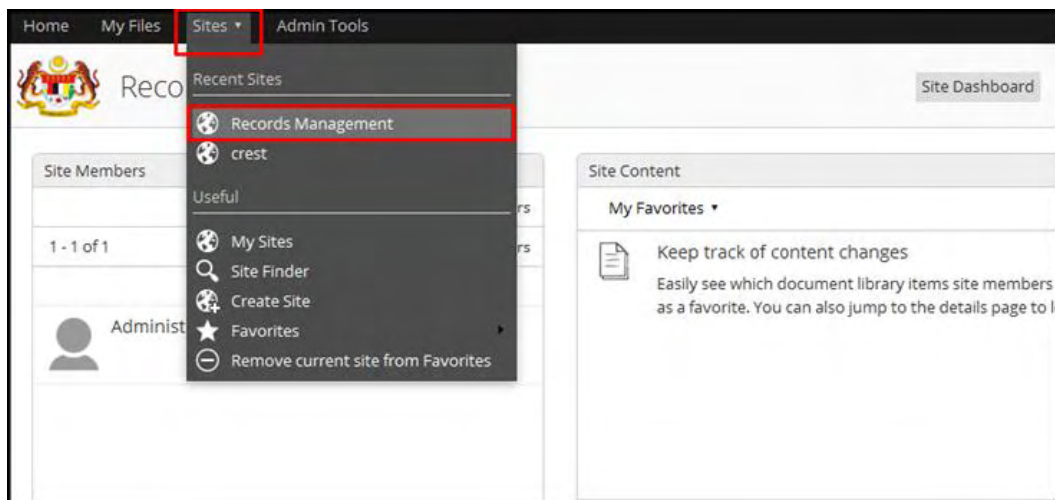 Home My Files Sites ▾ Admin Tools
Reco
Site Dashboard
Recent Sites
Records Management
crest
Useful
My Sites
Site Finder
Create Site
Favorites
Remove current site from Favorites
Site Members
rs
1 - 1 of 1
rs
Administ
Site Content
My Favorites ▾
Keep track of content changes
Easily see which document library items site members
as a favorite. You can also jump to the details page to l